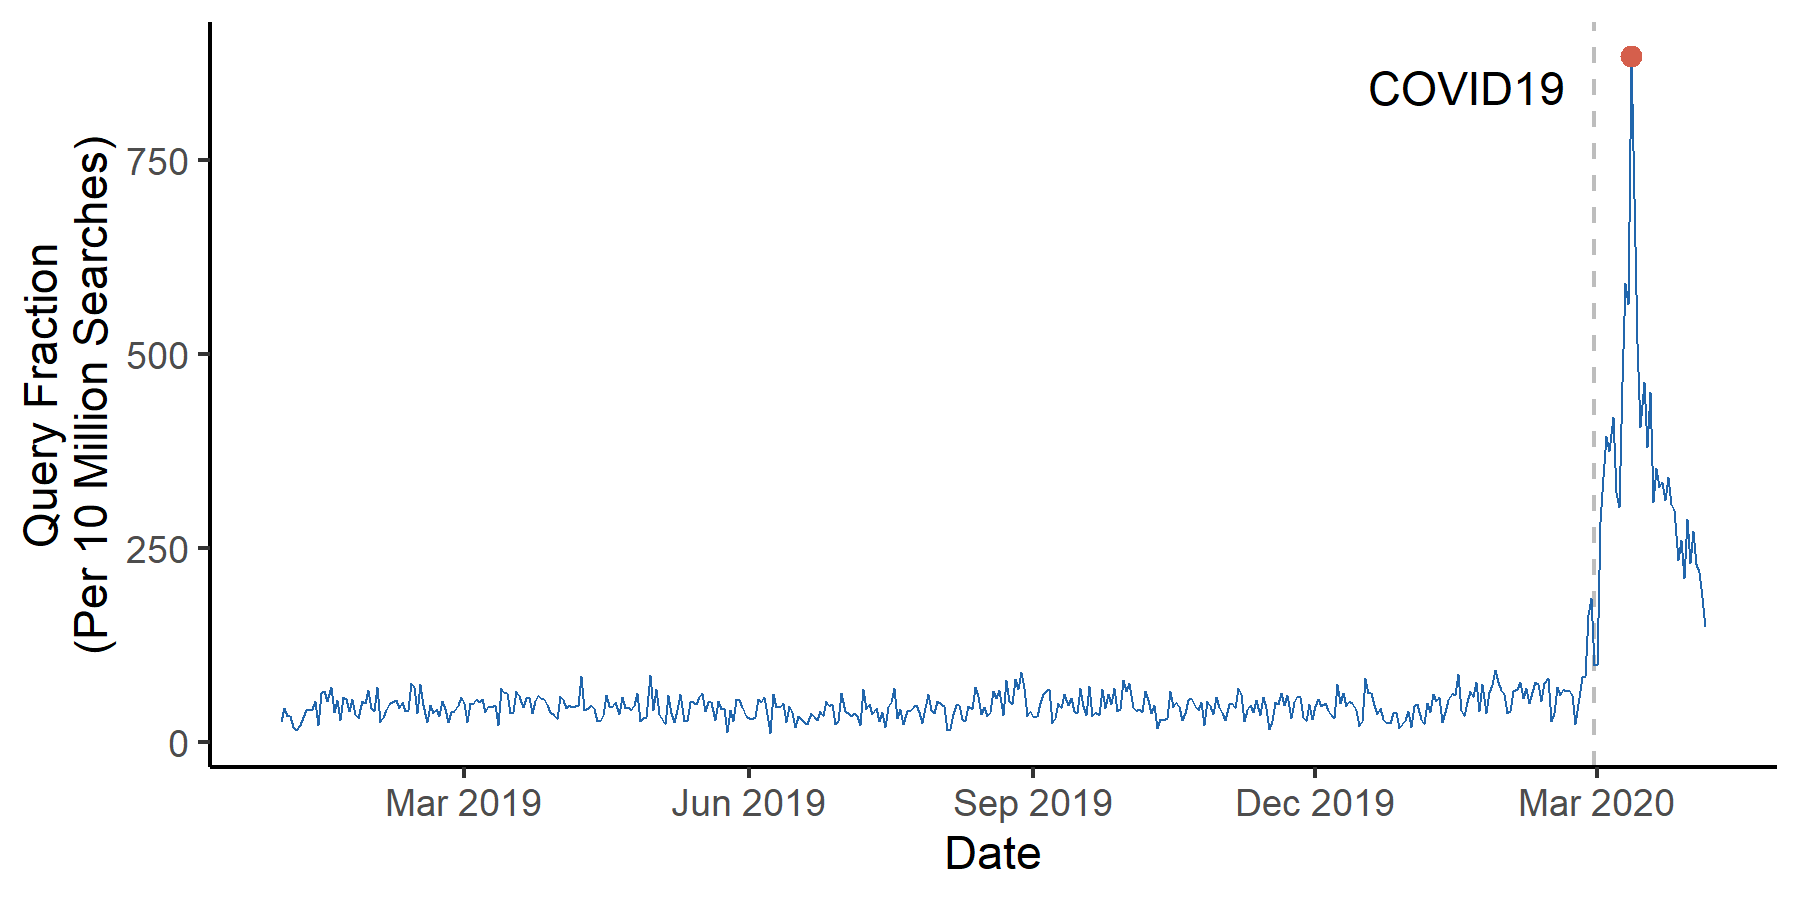 COVID19
Query Fraction
(Per 10 Million Searches)
750
500
250
0
Mar 2019
Jun 2019
Sep 2019
Dec 2019
Mar 2020
Date